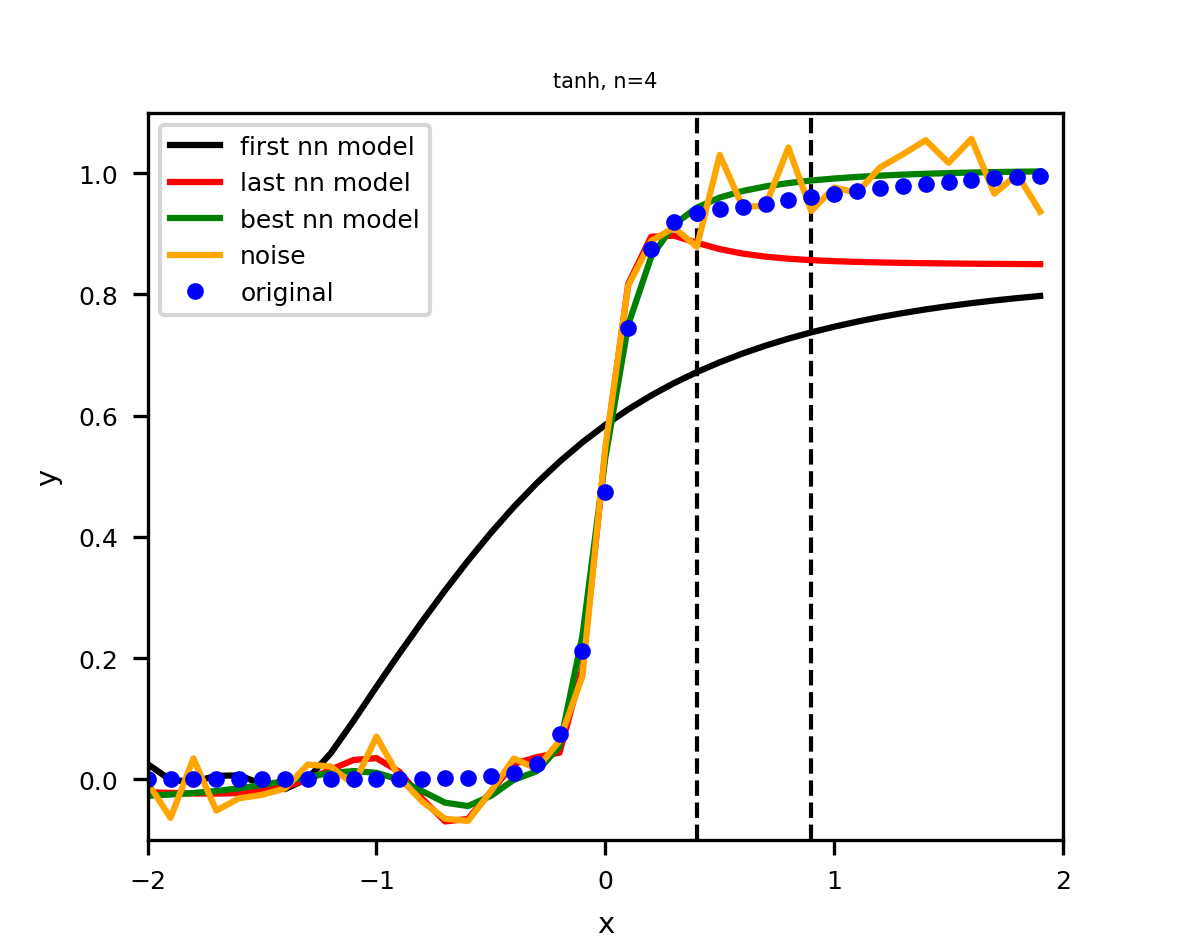 tanh, n=4
first nn model
last nn model
best nn model
noise
original
1.0
0.8
0.6
0.4
0.2
0.0
y
−2
−1
0
1
2
x